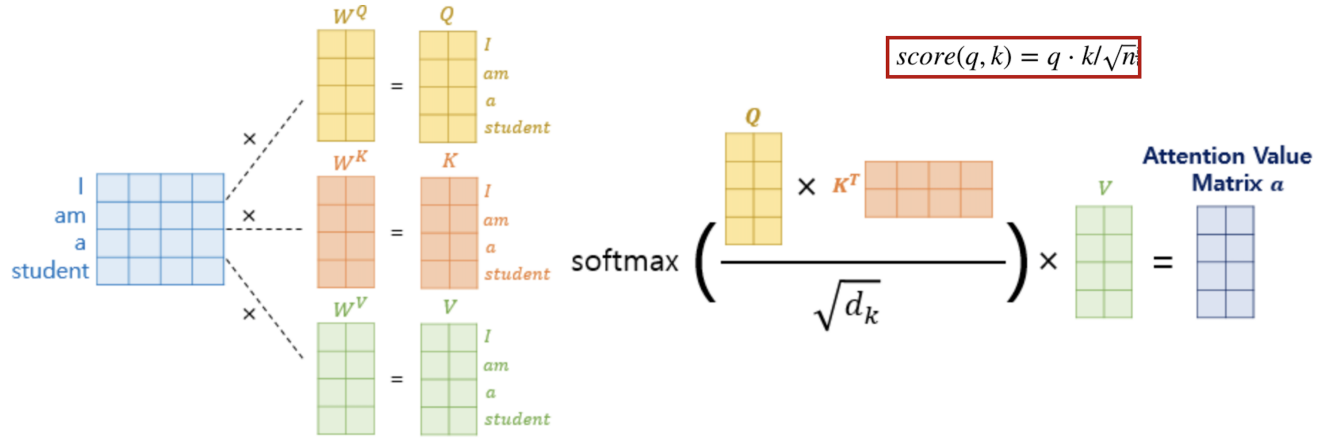 I
am
a
student
×
×
×
W^Q
=
Q
I
am
a
student
W^K
=
K
I
am
a
student
W^V
=
V
I
am
a
student
score(q, k) = q · k/√n
softmax ( Q × K^T / √d_k ) × V = Attention Value
Matrix a